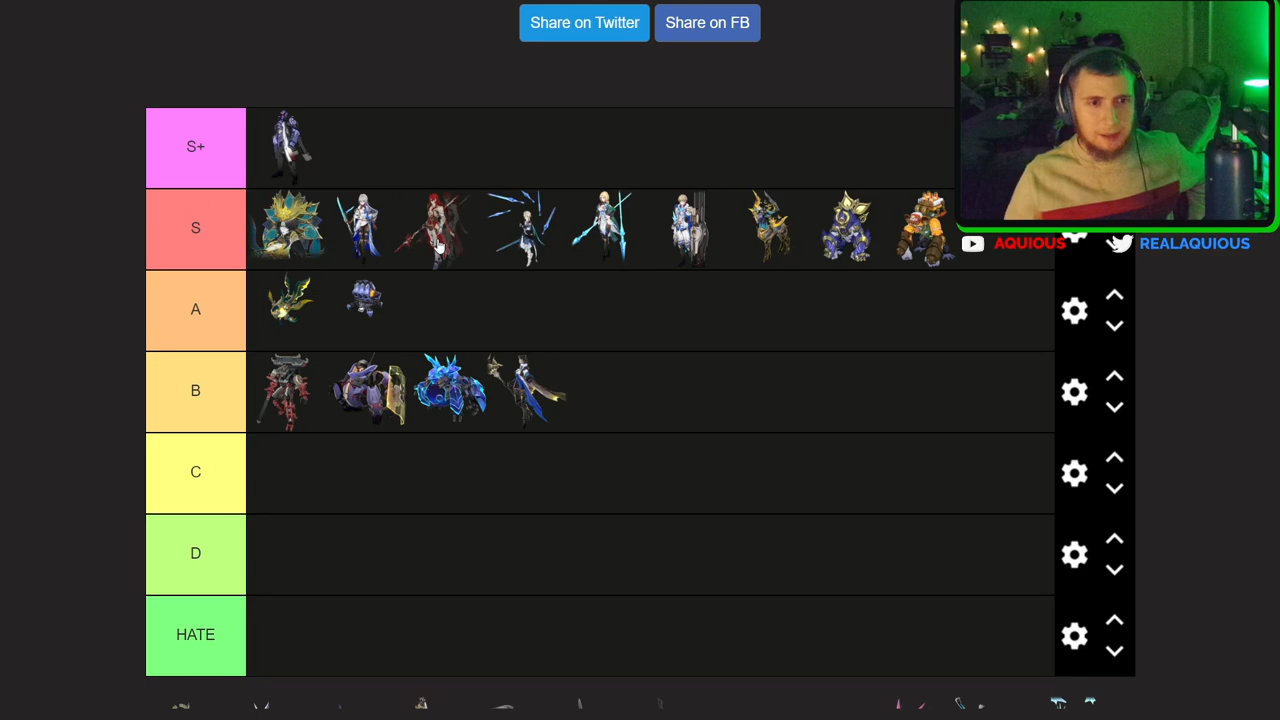 Share on Twitter
Share on FB
S+
S
AQUIOUS
REALAQUIOUS
A
B
C
D
HATE